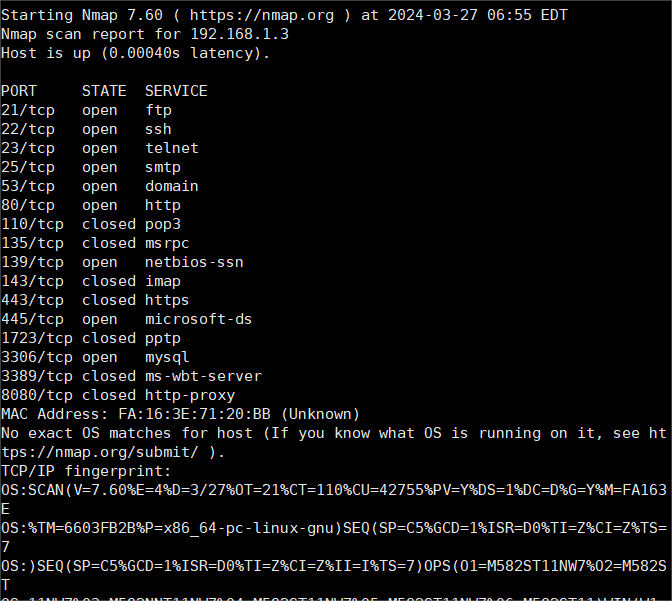 Starting Nmap 7.60 ( https://nmap.org ) at 2024-03-27 06:55 EDT
Nmap scan report for 192.168.1.3
Host is up (0.00040s latency).
PORT     STATE  SERVICE
21/tcp   open   ftp
22/tcp   open   ssh
23/tcp   open   telnet
25/tcp   open   smtp
53/tcp   open   domain
80/tcp   open   http
110/tcp  closed pop3
135/tcp  closed msrpc
139/tcp  open   netbios-ssn
143/tcp  closed imap
443/tcp  closed https
445/tcp  open   microsoft-ds
1723/tcp closed pptp
3306/tcp open   mysql
3389/tcp closed ms-wbt-server
8080/tcp closed http-proxy
MAC Address: FA:16:3E:71:20:BB (Unknown)
No exact OS matches for host (If you know what OS is running on it, see ht
tps://nmap.org/submit/ ).
TCP/IP fingerprint:
OS:SCAN(V=7.60%E=4%D=3/27%OT=21%CT=110%CU=42755%PV=Y%DS=1%DC=D%G=Y%M=FA163
E
OS:%TM=6603FB2B%P=x86_64-pc-linux-gnu)SEQ(SP=C5%GCD=1%ISR=D0%TI=Z%CI=Z%TS=
7
OS:)SEQ(SP=C5%GCD=1%ISR=D0%TI=Z%CI=Z%II=I%TS=7)OPS(O1=M582ST11NW7%O2=M582S
T